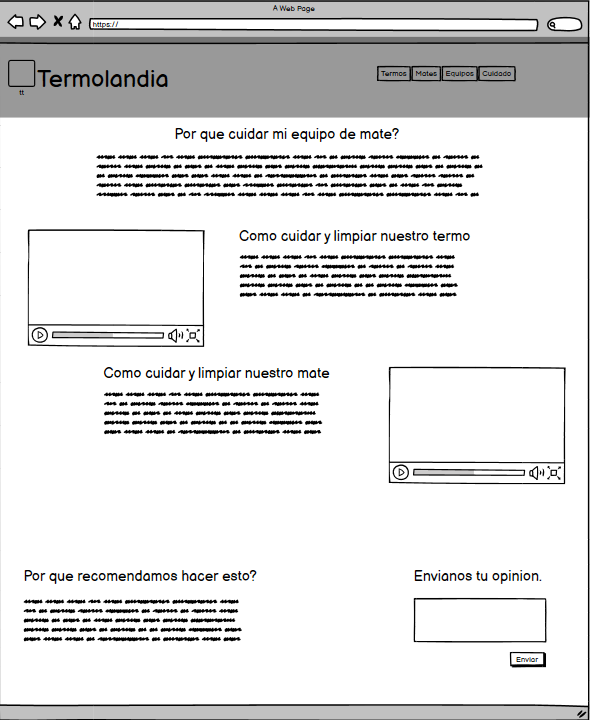 A Web Page
https://
Termolandia
tt
Termos Mates Equipos Cuidado
Por que cuidar mi equipo de mate?
Como cuidar y limpiar nuestro termo
Como cuidar y limpiar nuestro mate
Por que recomendamos hacer esto?
Envianos tu opinion.
Enviar